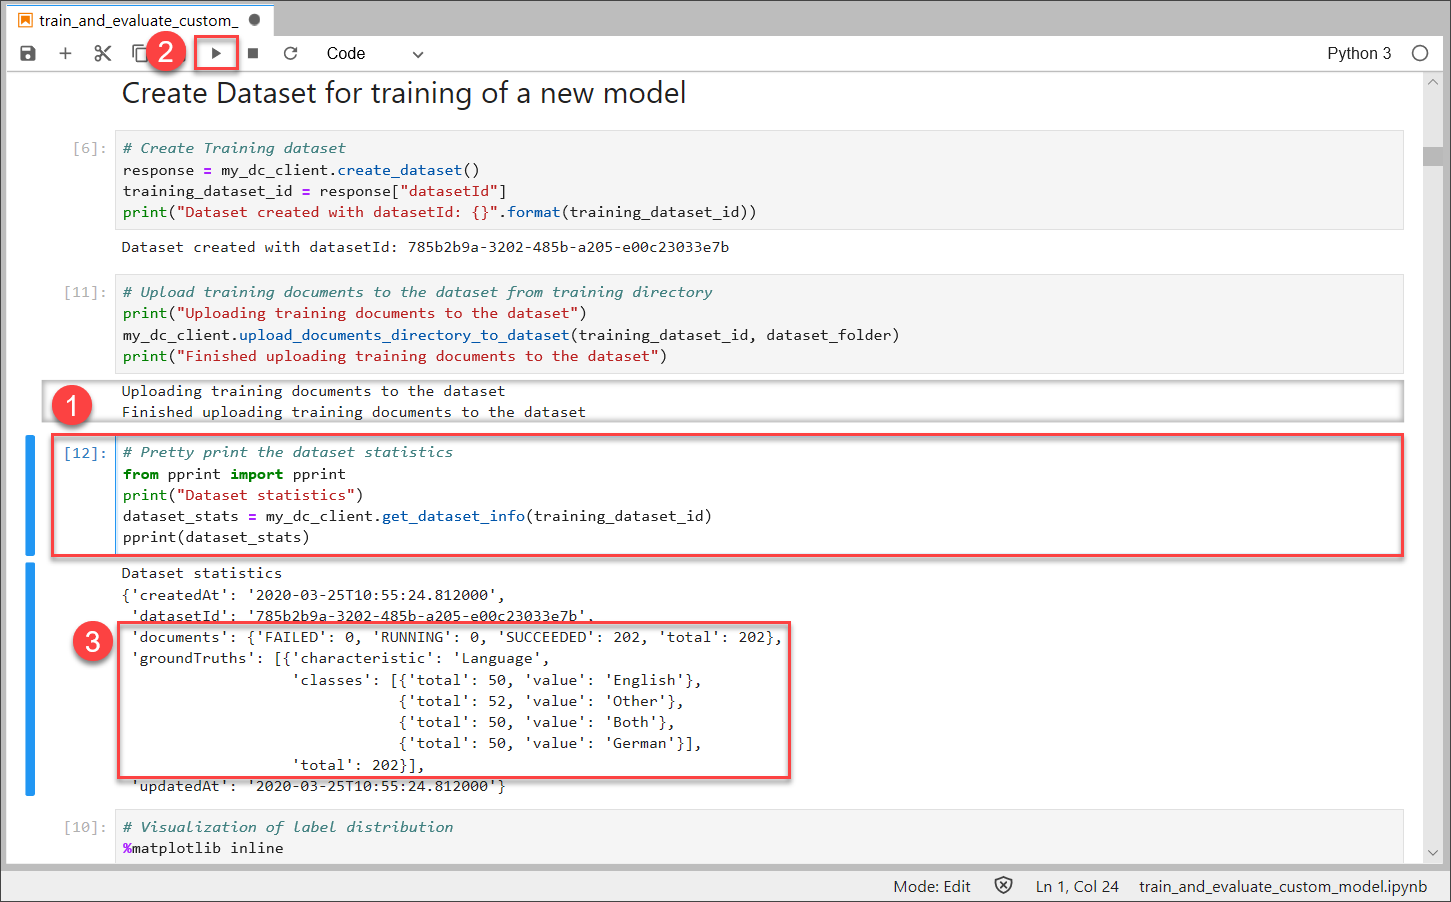 train_and_evaluate_custom_
2
Code
Python 3
Create Dataset for training of a new model
[6]:
# Create Training dataset
response = my_dc_client.create_dataset()
training_dataset_id = response["datasetId"]
print("Dataset created with datasetId: {}".format(training_dataset_id))
Dataset created with datasetId: 785b2b9a-3202-485b-a205-e00c23033e7b
[11]:
# Upload training documents to the dataset from training directory
print("Uploading training documents to the dataset")
my_dc_client.upload_documents_directory_to_dataset(training_dataset_id, dataset_folder)
print("Finished uploading training documents to the dataset")
1
Uploading training documents to the dataset
Finished uploading training documents to the dataset
[12]:
# Pretty print the dataset statistics
from pprint import pprint
print("Dataset statistics")
dataset_stats = my_dc_client.get_dataset_info(training_dataset_id)
pprint(dataset_stats)
Dataset statistics
{'createdAt': '2020-03-25T10:55:24.812000',
'datasetId': '785b2b9a-3202-485b-a205-e00c23033e7b',
3
'documents': {'FAILED': 0, 'RUNNING': 0, 'SUCCEEDED': 202, 'total': 202},
'groundTruths': [{'characteristic': 'Language',
'classes': [{'total': 50, 'value': 'English'},
{'total': 52, 'value': 'Other'},
{'total': 50, 'value': 'Both'},
{'total': 50, 'value': 'German'}],
'total': 202}],
'updatedAt': '2020-03-25T10:55:24.812000'}
[10]:
# Visualization of label distribution
%matplotlib inline
Mode: Edit
Ln 1, Col 24
train_and_evaluate_custom_model.ipynb